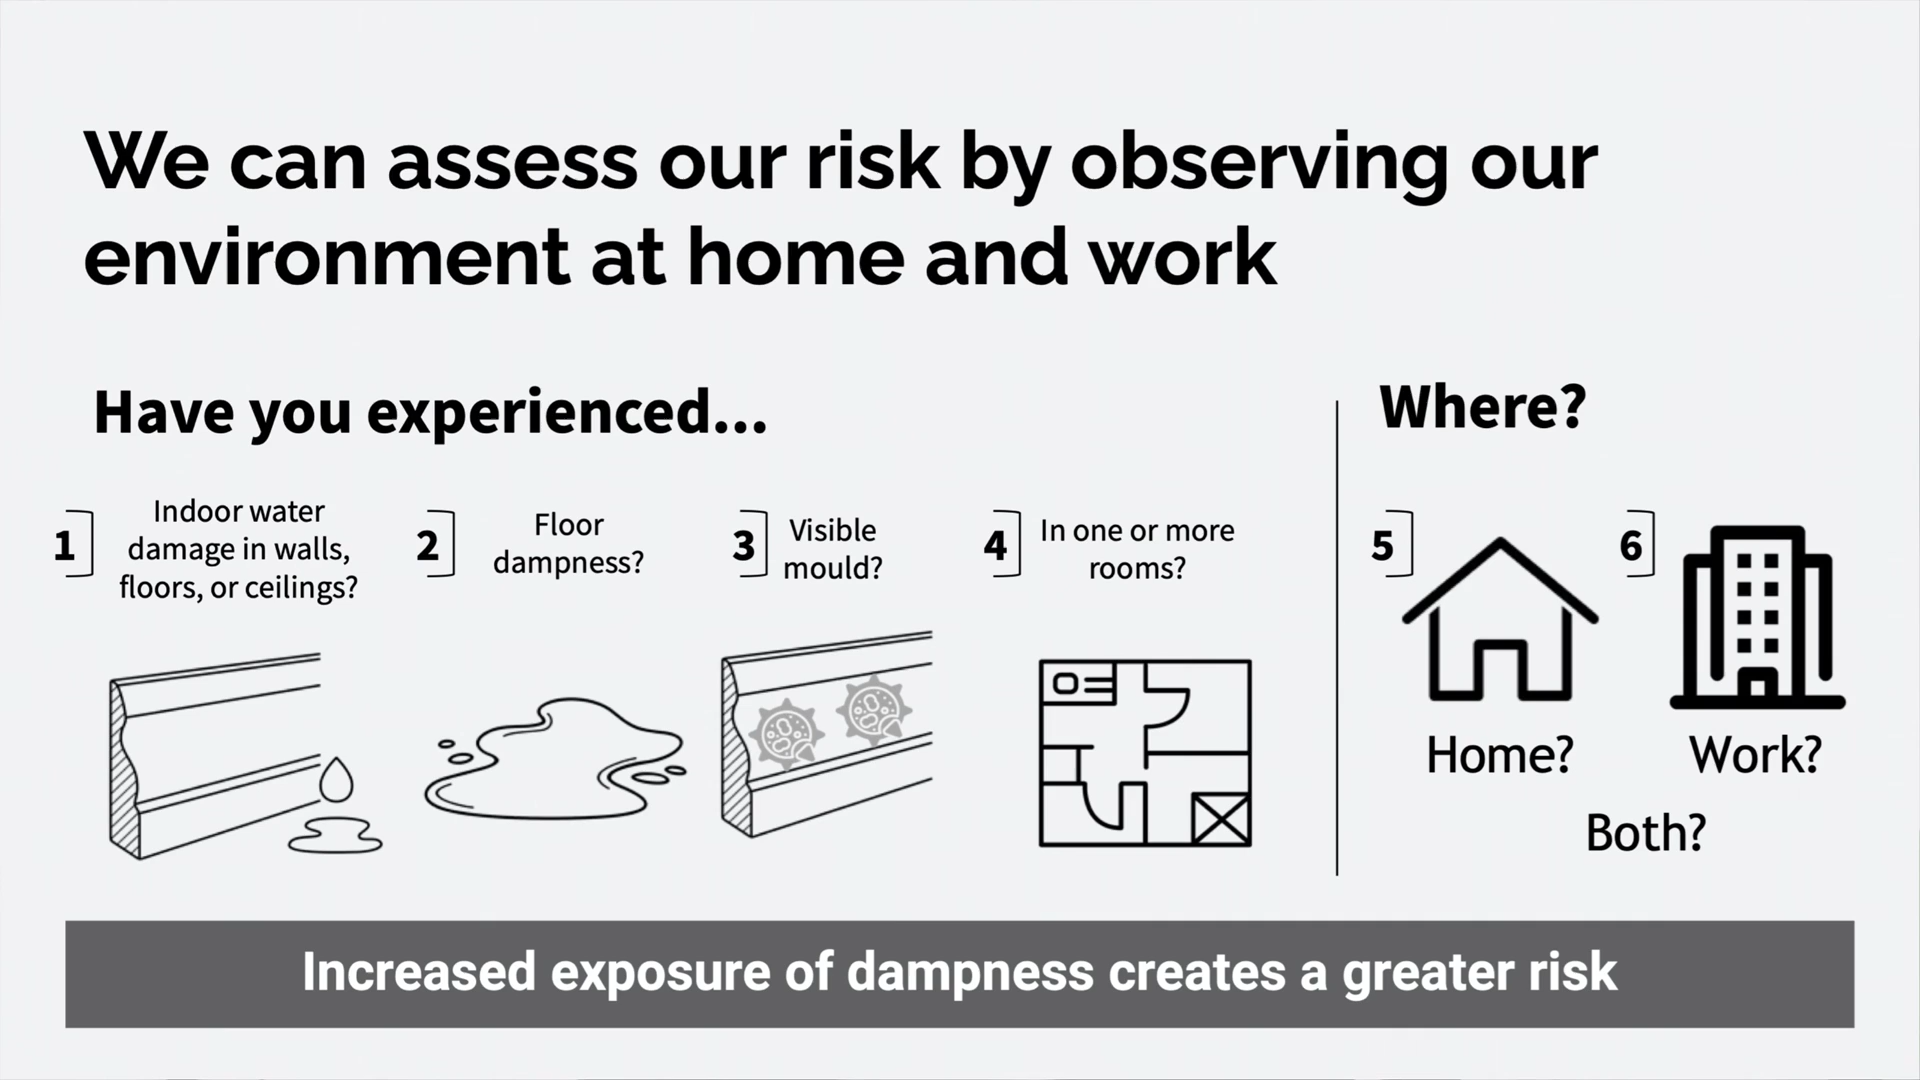 We can assess our risk by observing our
environment at home and work
Have you experienced...
1
Indoor water
damage in walls,
floors, or ceilings?
2
Floor
dampness?
3
Visible
mould?
4
In one or more
rooms?
Where?
5
Home?
6
Work?
Both?
Increased exposure of dampness creates a greater risk